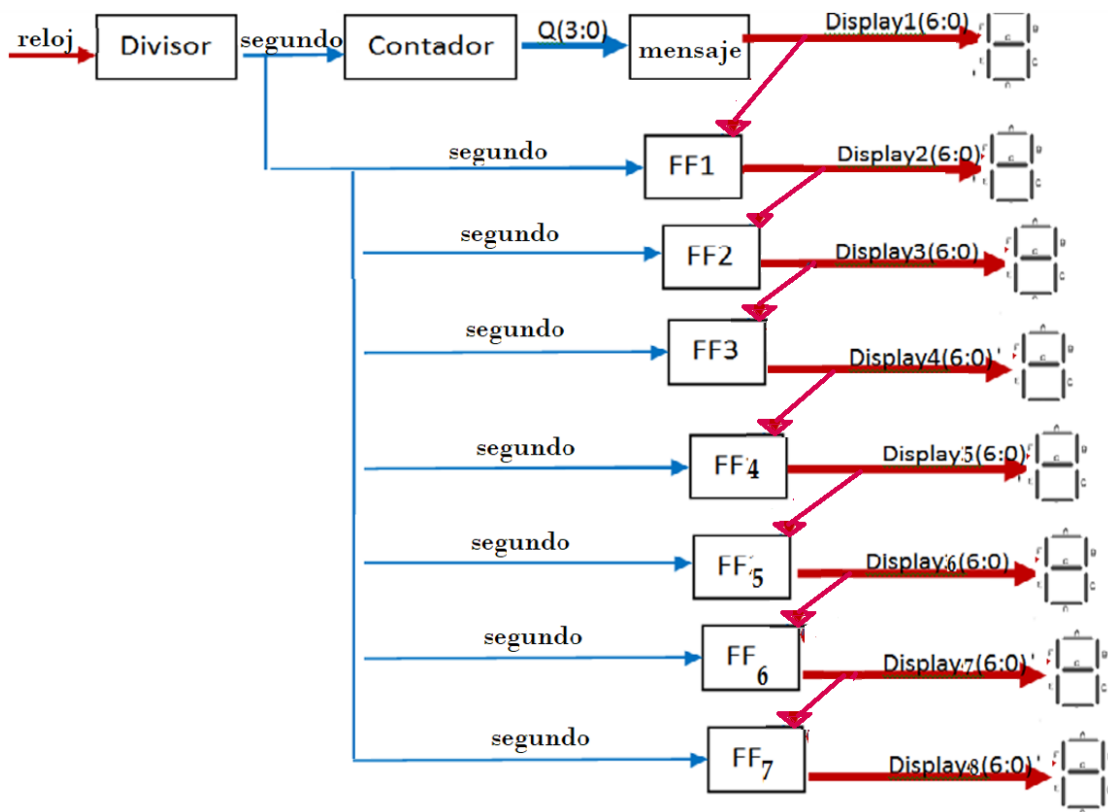 reloj
Divisor
segundo
Contador
Q(3:0)
mensaje
Display1(6:0)
segundo
FF1
Display2(6:0)
segundo
FF2
Display3(6:0)
segundo
FF3
Display4(6:0)'
segundo
FF4
Display5(6:0)
segundo
FF5
Display6(6:0)
segundo
FF6
Display7(6:0)'
segundo
FF7
Display8(6:0)'